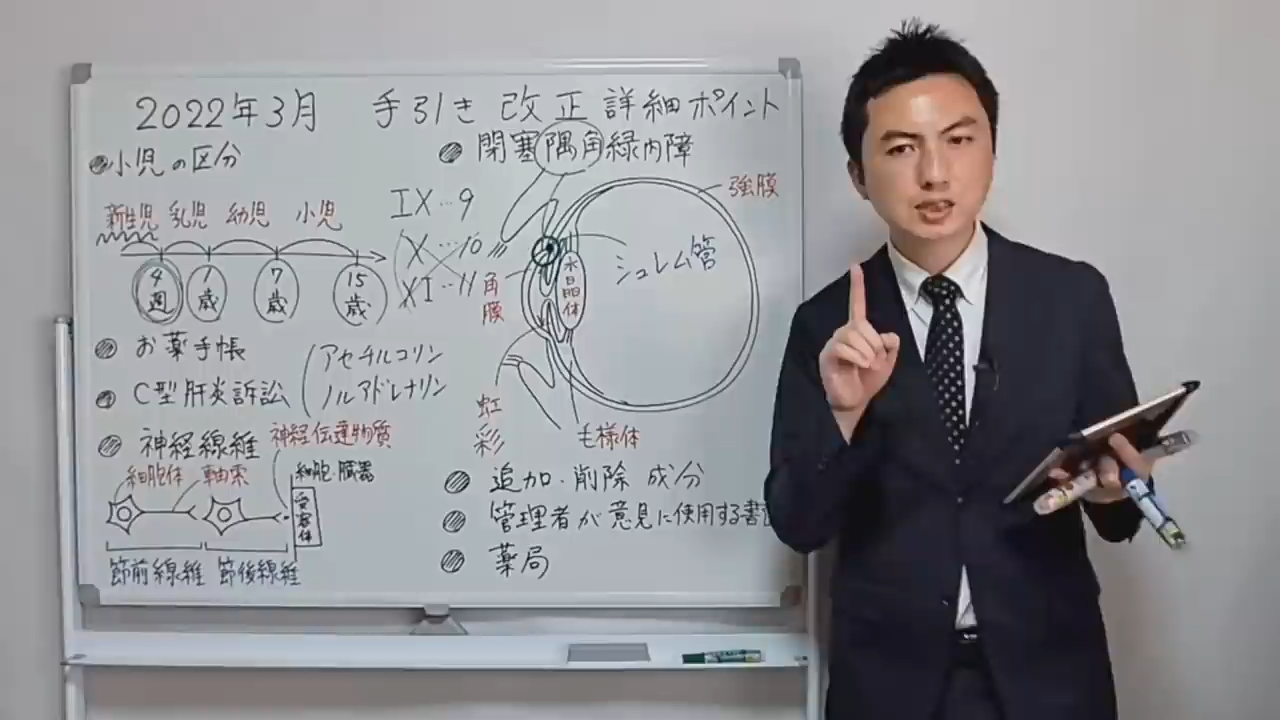 2022年3月 手引き 改正 詳細ポイント
小児の区分
新生児 乳児 幼児 小児
4週 1歳 7歳 15歳
IX…9
X…10
XI…11
お薬手帳
C型肝炎訴訟
アセチルコリン
ノルアドレナリン
神経線維
神経伝達物質
細胞体 軸索
細胞・臓器
受容体
節前線維 節後線維
閉塞隅角緑内障
強膜
シュレム管
水晶体
角膜
虹彩
毛様体
追加・削除 成分
管理者が意見に使用する書
薬局